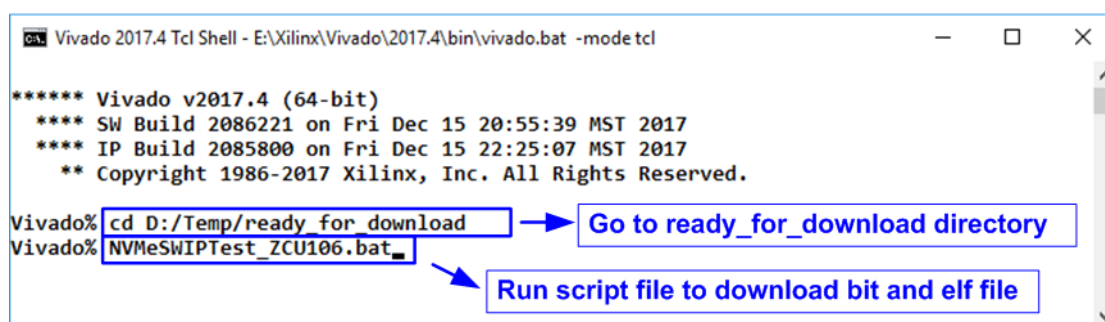 Vivado 2017.4 Tcl Shell - E:\Xilinx\Vivado\2017.4\bin\vivado.bat -mode tcl
****** Vivado v2017.4 (64-bit)
**** SW Build 2086221 on Fri Dec 15 20:55:39 MST 2017
**** IP Build 2085800 on Fri Dec 15 22:25:07 MST 2017
** Copyright 1986-2017 Xilinx, Inc. All Rights Reserved.
Vivado% cd D:/Temp/ready_for_download
Go to ready_for_download directory
Vivado% NVMeSWIPTest_ZCU106.bat
Run script file to download bit and elf file